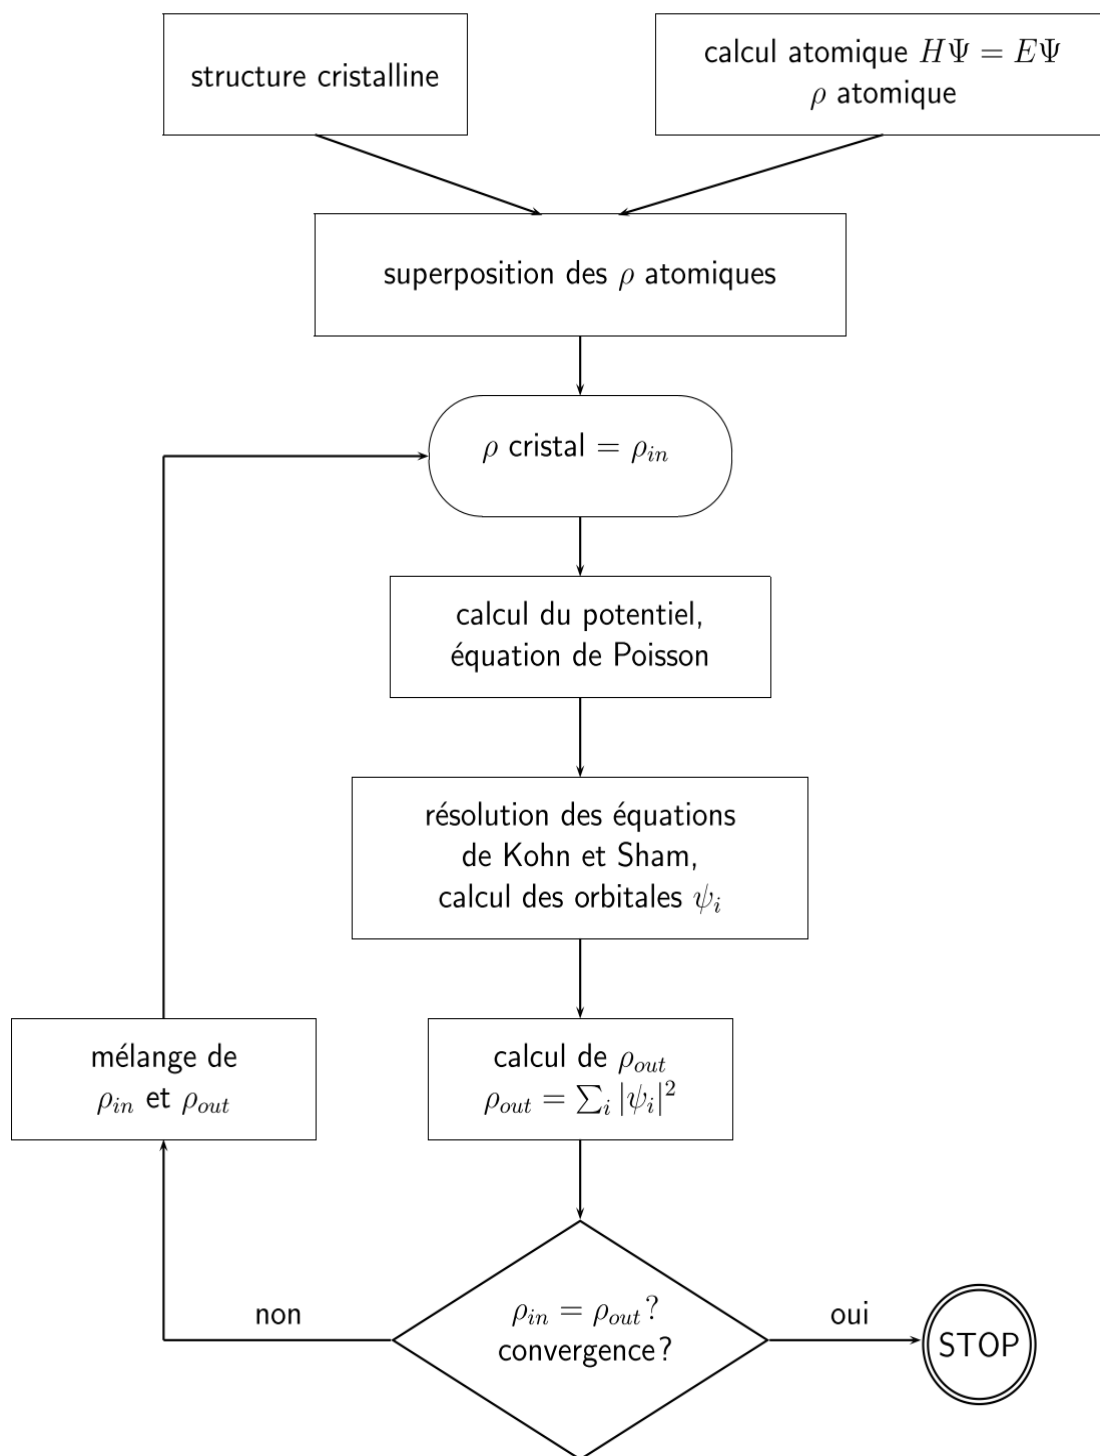 structure cristalline
calcul atomique HΨ = EΨ
ρ atomique
superposition des ρ atomiques
ρ cristal = ρ_in
calcul du potentiel,
équation de Poisson
résolution des équations
de Kohn et Sham,
calcul des orbitales ψ_i
mélange de
ρ_in et ρ_out
calcul de ρ_out
ρ_out = ∑_i |ψ_i|²
non
ρ_in = ρ_out?
convergence?
oui
STOP